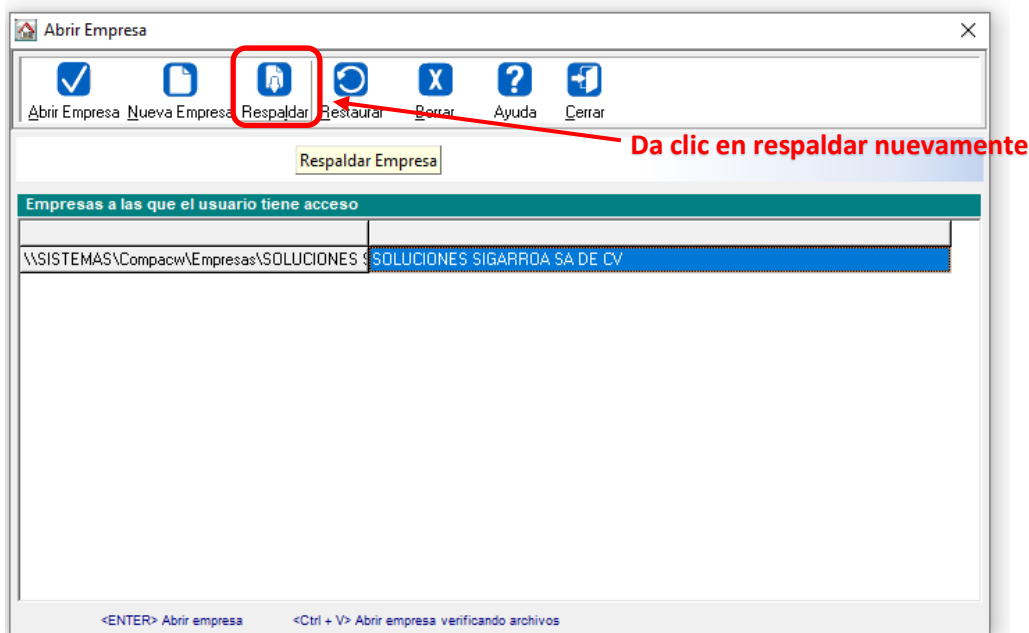 Abrir Empresa
Abrir Empresa Nueva Empresa Respaldar Restaurar Borrar Ayuda Cerrar
Da clic en respaldar nuevamente
Respaldar Empresa
Empresas a las que el usuario tiene acceso
\\SISTEMAS\Compacw\Empresas\SOLUCIONES S SOLUCIONES SIGARROA SA DE CV
<ENTER> Abrir empresa <Ctrl + V> Abrir empresa verificando archivos